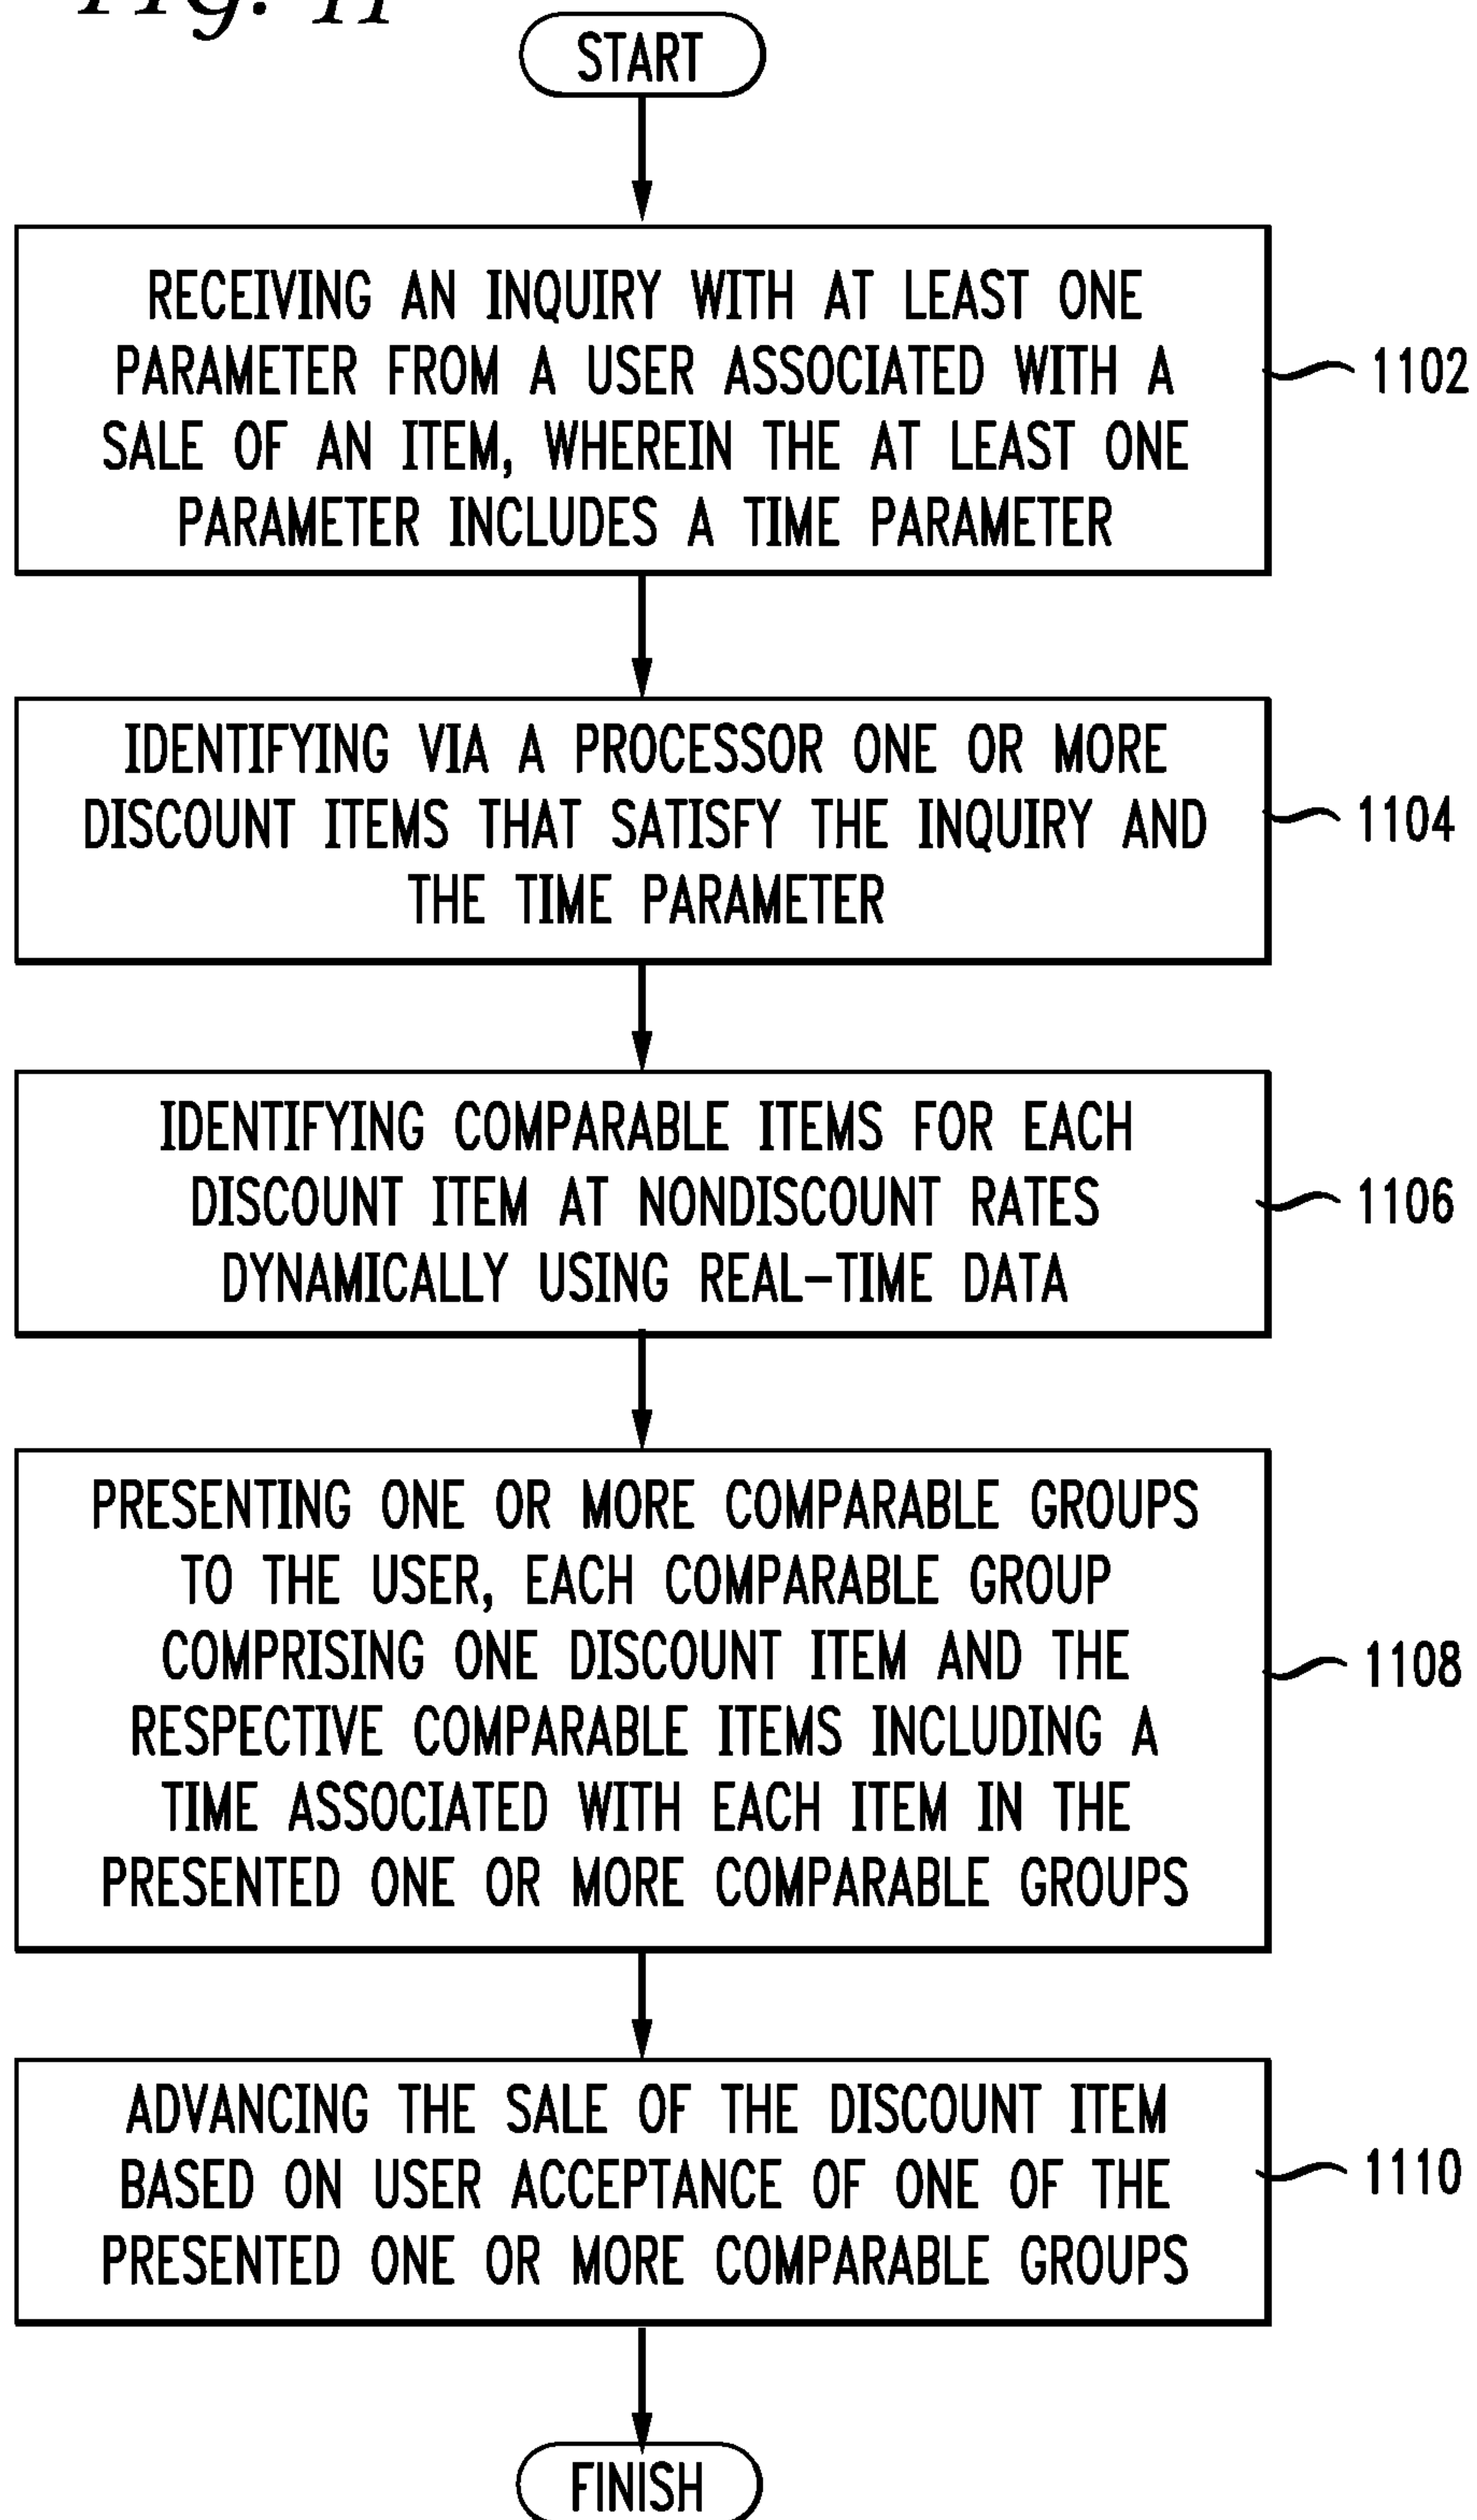 Fig. 11
START
RECEIVING AN INQUIRY WITH AT LEAST ONE
PARAMETER FROM A USER ASSOCIATED WITH A
SALE OF AN ITEM, WHEREIN THE AT LEAST ONE
PARAMETER INCLUDES A TIME PARAMETER
1102
IDENTIFYING VIA A PROCESSOR ONE OR MORE
DISCOUNT ITEMS THAT SATISFY THE INQUIRY AND
THE TIME PARAMETER
1104
IDENTIFYING COMPARABLE ITEMS FOR EACH
DISCOUNT ITEM AT NONDISCOUNT RATES
DYNAMICALLY USING REAL-TIME DATA
1106
PRESENTING ONE OR MORE COMPARABLE GROUPS
TO THE USER, EACH COMPARABLE GROUP
COMPRISING ONE DISCOUNT ITEM AND THE
RESPECTIVE COMPARABLE ITEMS INCLUDING A
TIME ASSOCIATED WITH EACH ITEM IN THE
PRESENTED ONE OR MORE COMPARABLE GROUPS
1108
ADVANCING THE SALE OF THE DISCOUNT ITEM
BASED ON USER ACCEPTANCE OF ONE OF THE
PRESENTED ONE OR MORE COMPARABLE GROUPS
1110
FINISH